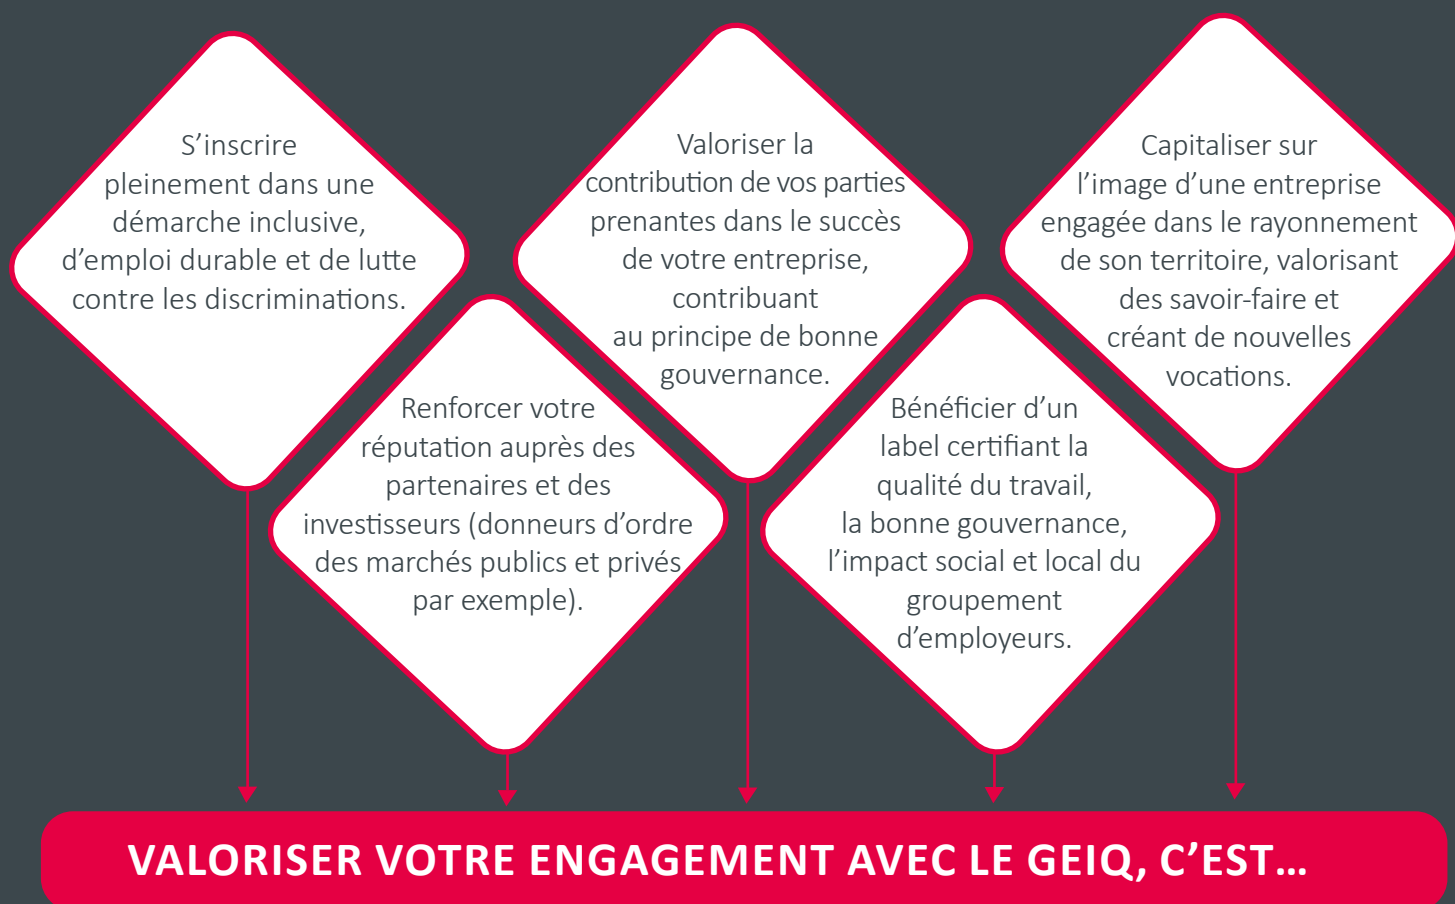 S’inscrire
pleinement dans une
démarche inclusive,
d’emploi durable et de lutte
contre les discriminations.
Renforcer votre
réputation auprès des
partenaires et des
investisseurs (donneurs d’ordre
des marchés publics et privés
par exemple).
Valoriser la
contribution de vos parties
prenantes dans le succès
de votre entreprise,
contribuant
au principe de bonne
gouvernance.
Bénéficier d’un
label certifiant la
qualité du travail,
la bonne gouvernance,
l’impact social et local du
groupement
d’employeurs.
Capitaliser sur
l’image d’une entreprise
engagée dans le rayonnement
de son territoire, valorisant
des savoir-faire et
créant de nouvelles
vocations.
VALORISER VOTRE ENGAGEMENT AVEC LE GEIQ, C’EST…